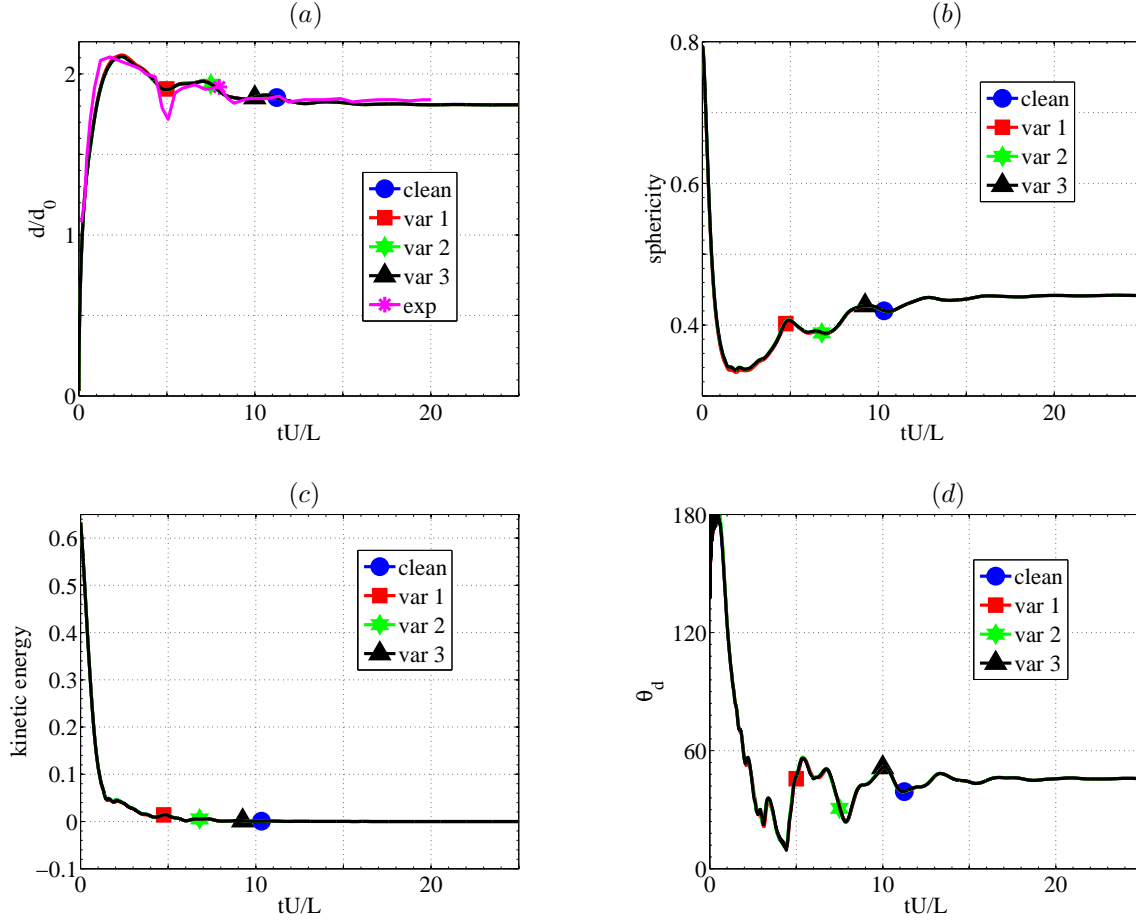 (a)
d/d0
2
1
0
0
10
20
tU/L
clean
var 1
var 2
var 3
exp
(b)
sphericity
0.8
0.6
0.4
0
10
20
tU/L
clean
var 1
var 2
var 3
(c)
kinetic energy
0.6
0.5
0.4
0.3
0.2
0.1
0
−0.1
0
10
20
tU/L
clean
var 1
var 2
var 3
(d)
θd
180
120
60
0
0
10
20
tU/L
clean
var 1
var 2
var 3